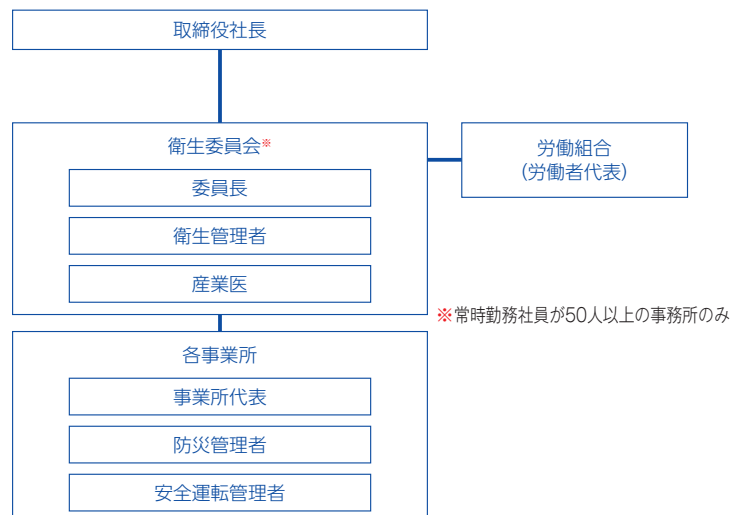 取締役社長
衛生委員会※
委員長
衛生管理者
産業医
労働組合
(労働者代表)
※常時勤務社員が50人以上の事務所のみ
各事業所
事業所代表
防災管理者
安全運転管理者